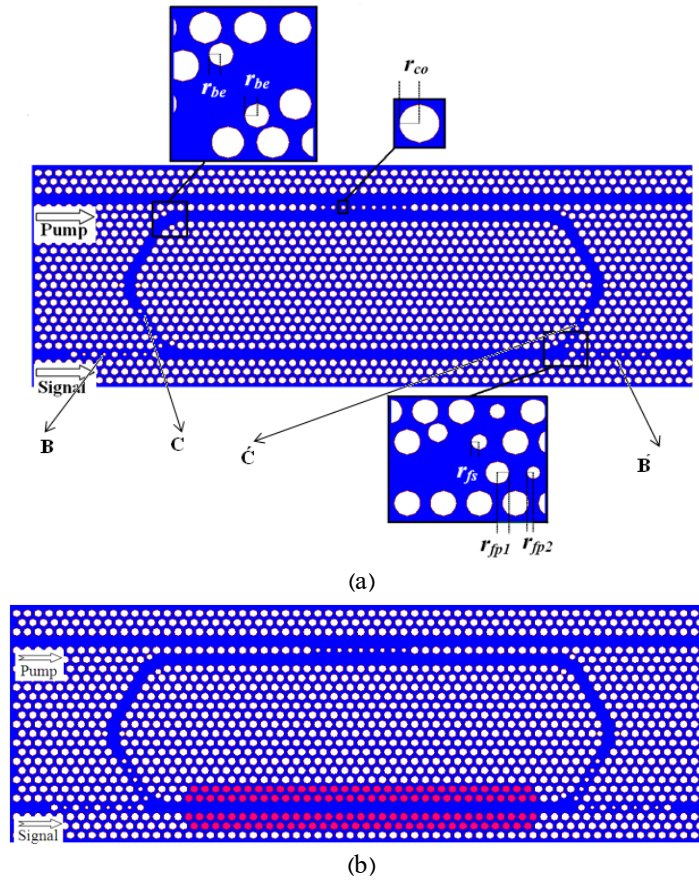 r_be
r_be
r_co
Pump
Signal
B
C
Ć
B́
r_fs
r_fp1
r_fp2
(a)
Pump
Signal
(b)